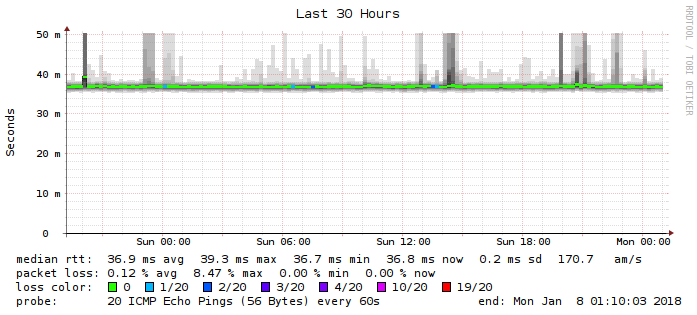 Last 30 Hours
RRDTOOL / TOBI OETIKER
Seconds
50 m
40 m
30 m
20 m
10 m
0
Sun 00:00 Sun 06:00 Sun 12:00 Sun 18:00 Mon 00:00
median rtt: 36.9 ms avg 39.3 ms max 36.7 ms min 36.8 ms now 0.2 ms sd 170.7 am/s
packet loss: 0.12 % avg 8.47 % max 0.00 % min 0.00 % now
loss color: 0 1/20 2/20 3/20 4/20 10/20 19/20
probe: 20 ICMP Echo Pings (56 Bytes) every 60s end: Mon Jan 8 01:10:03 2018